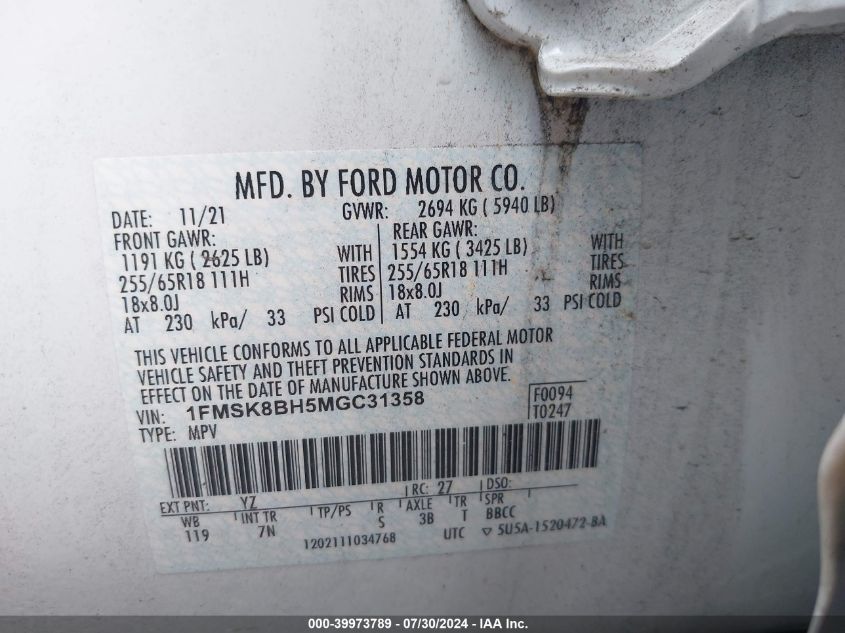 MFD. BY FORD MOTOR CO.
DATE: 11/21 GVWR: 2694 KG ( 5940 LB)
FRONT GAWR: REAR GAWR:
1191 KG ( 2625 LB) WITH 1554 KG ( 3425 LB) WITH
255/65R18 111H TIRES 255/65R18 111H TIRES
18x8.0J RIMS 18x8.0J RIMS
AT 230 kPa/ 33 PSI COLD AT 230 kPa/ 33 PSI COLD
THIS VEHICLE CONFORMS TO ALL APPLICABLE FEDERAL MOTOR
VEHICLE SAFETY AND THEFT PREVENTION STANDARDS IN
EFFECT ON THE DATE OF MANUFACTURE SHOWN ABOVE.
VIN: 1FMSK8BH5MGC31358 F0094
TYPE: MPV T0247
EXT PNT: YZ RC: 27 DSO:
WB INT TR TP/PS R AXLE TR SPR
119 7N S 3B T BBCC
1202111034768 UTC ▽ 5U5A-1520472-BA
000-39973789 - 07/30/2024 - IAA Inc.